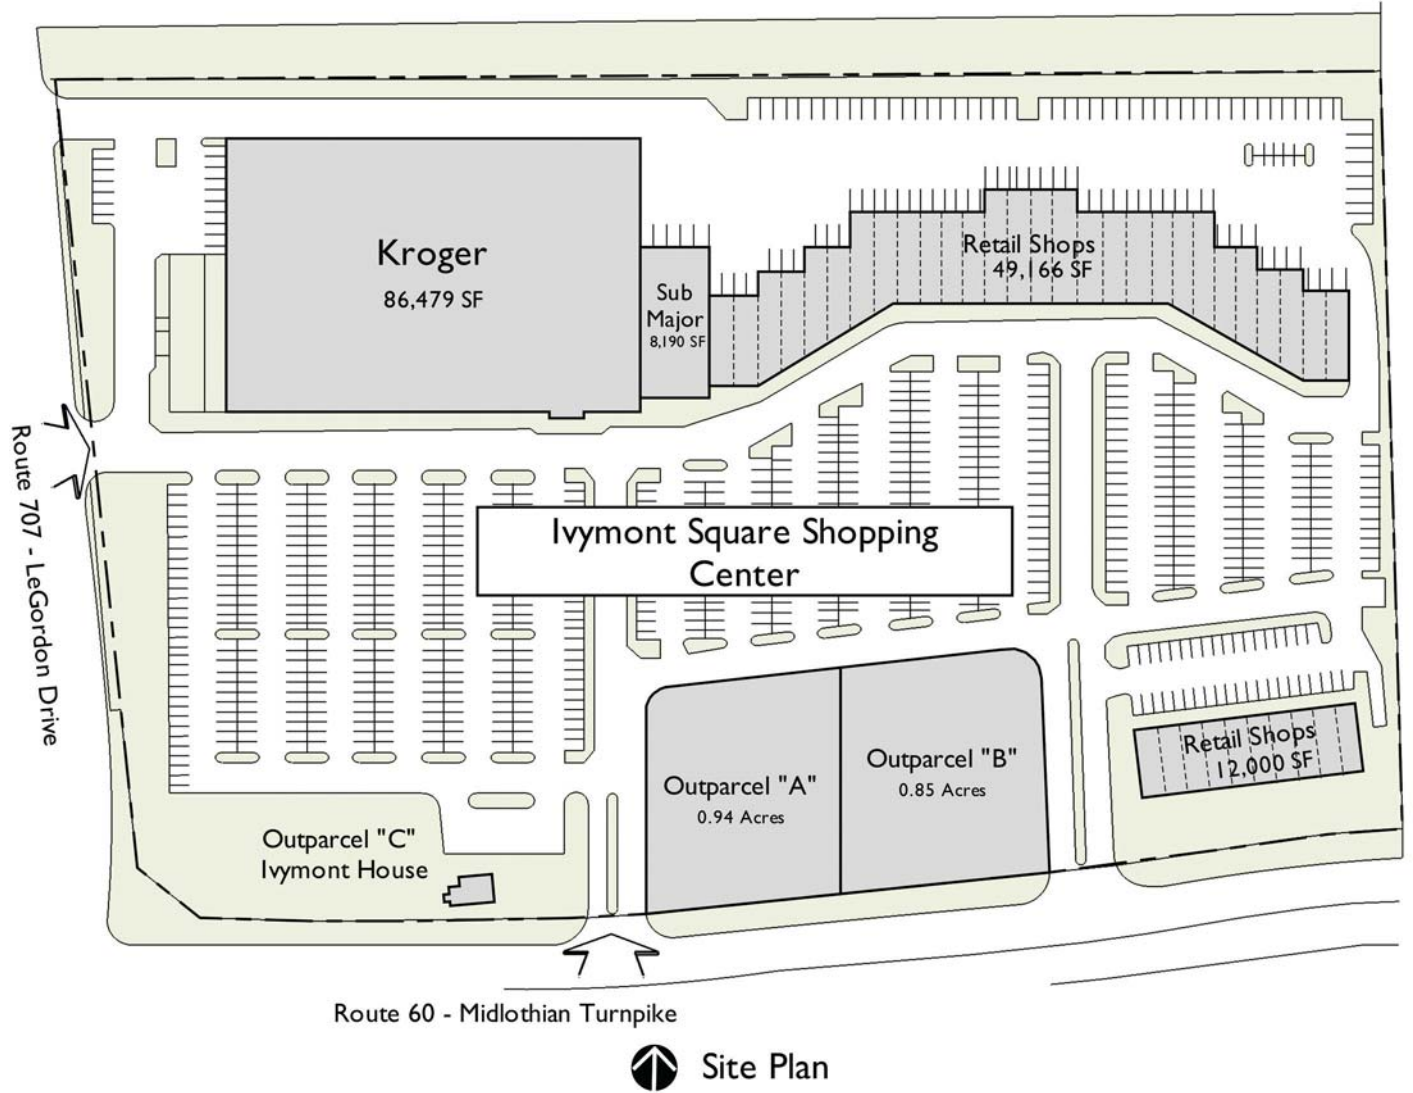 Kroger
86,479 SF
Sub
Major
8,190 SF
Retail Shops
49,166 SF
Route 707 - LeGordon Drive
Ivymont Square Shopping
Center
Outparcel "A"
0.94 Acres
Outparcel "B"
0.85 Acres
Retail Shops
12,000 SF
Outparcel "C"
Ivymont House
Route 60 - Midlothian Turnpike
Site Plan